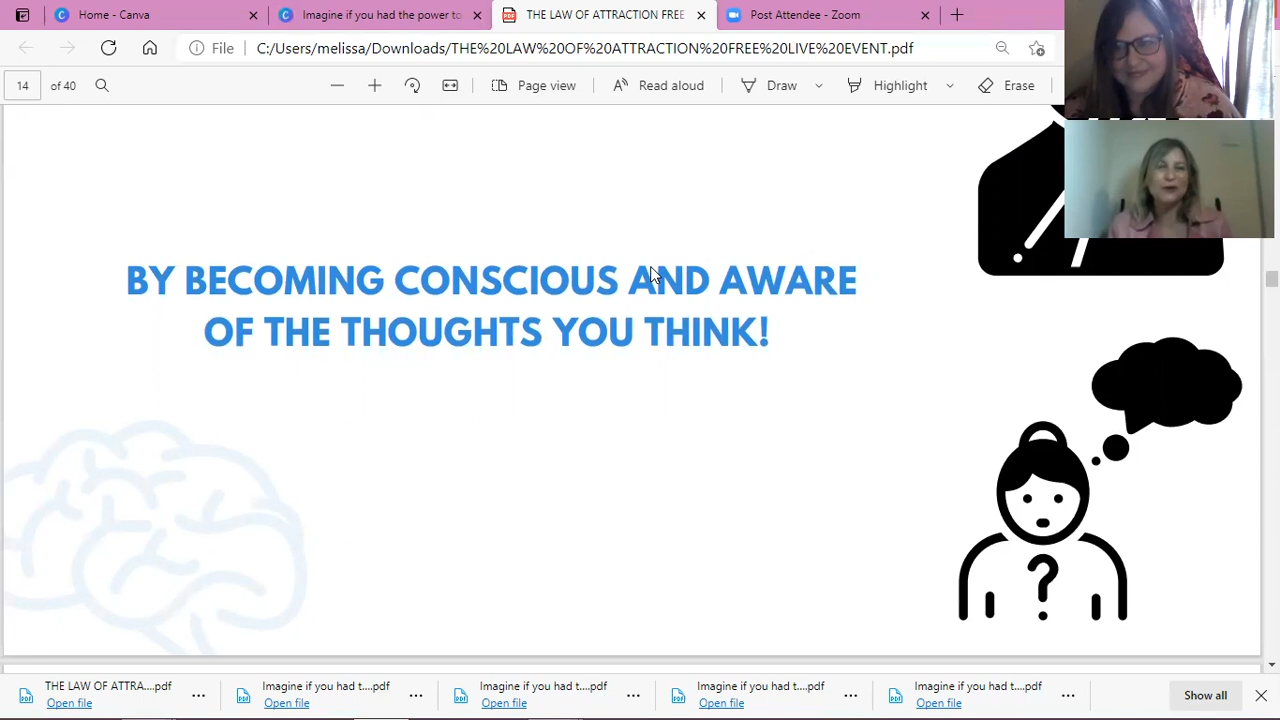 Home - Canva
Imagine if you had the power to
THE LAW OF ATTRACTION FREE
Post Attendee - Zoom
File
C:/Users/melissa/Downloads/THE%20LAW%20OF%20ATTRACTION%20FREE%20LIVE%20EVENT.pdf
14 of 40
Page view
Read aloud
Draw
Highlight
Erase
BY BECOMING CONSCIOUS AND AWARE
OF THE THOUGHTS YOU THINK!
?
THE LAW OF ATTRA....pdf
Open file
Imagine if you had t....pdf
Open file
Imagine if you had t....pdf
Open file
Imagine if you had t....pdf
Open file
Imagine if you had t....pdf
Open file
Show all